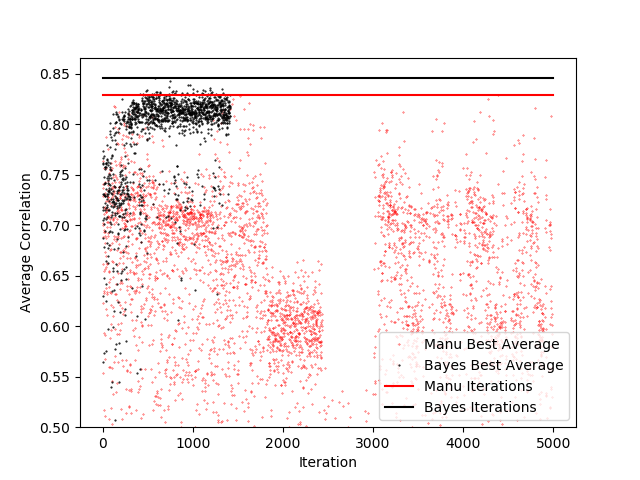 0.85
0.80
0.75
0.70
0.65
0.60
0.55
0.50
Average Correlation
Manu Best Average
Bayes Best Average
Manu Iterations
Bayes Iterations
0 1000 2000 3000 4000 5000
Iteration